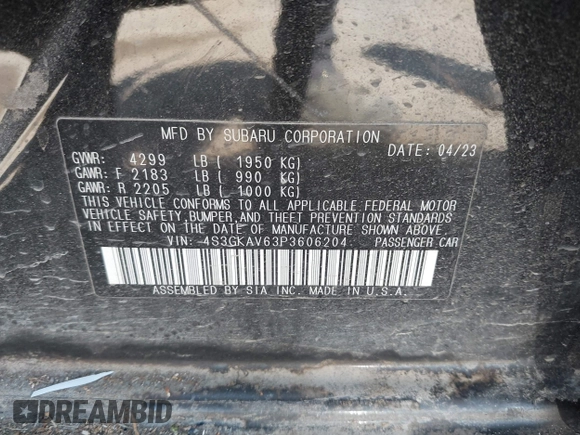 MFD BY SUBARU CORPORATION
DATE: 04/23
GVWR: 4299 LB ( 1950 KG)
GAWR: F 2183 LB ( 990 KG)
GAWR: R 2205 LB ( 1000 KG)
THIS VEHICLE CONFORMS TO ALL APPLICABLE FEDERAL MOTOR
VEHICLE SAFETY, BUMPER, AND THEFT PREVENTION STANDARDS
IN EFFECT ON THE DATE OF MANUFACTURE SHOWN ABOVE.
VIN: 4S3GKAV63P3606204 PASSENGER CAR
ASSEMBLED BY SIA INC. MADE IN U.S.A.
DREAMBID